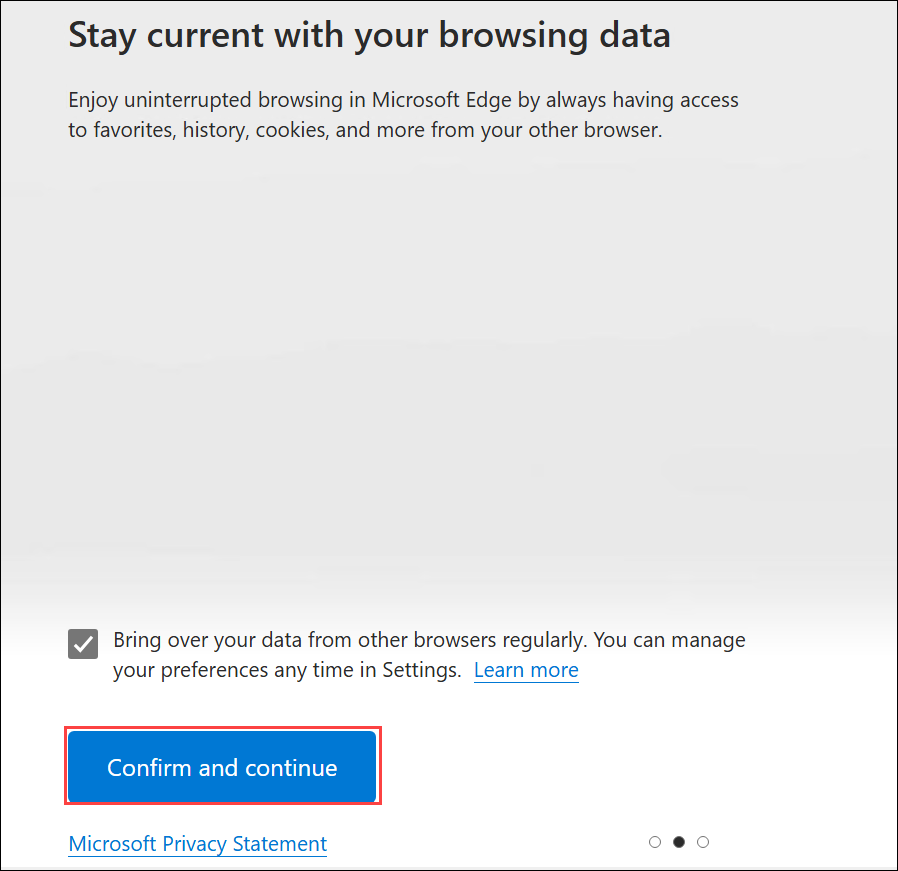 Stay current with your browsing data
Enjoy uninterrupted browsing in Microsoft Edge by always having access
to favorites, history, cookies, and more from your other browser.
Bring over your data from other browsers regularly. You can manage
your preferences any time in Settings. Learn more
Confirm and continue
Microsoft Privacy Statement